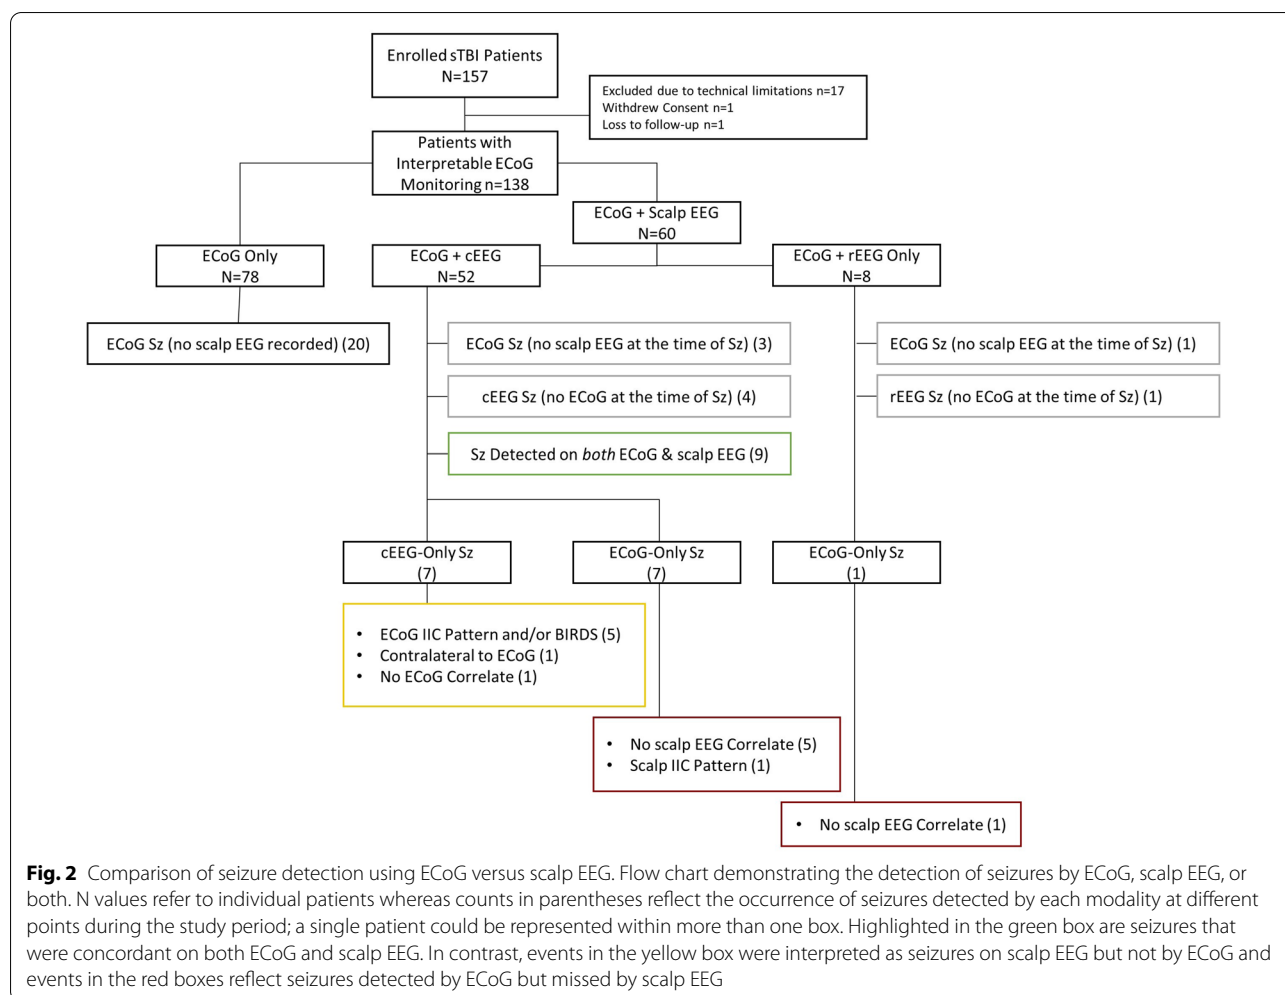 Enrolled sTBI Patients
N=157
Excluded due to technical limitations n=17
Withdrew Consent n=1
Loss to follow-up n=1
Patients with
Interpretable ECoG
Monitoring n=138
ECoG + Scalp EEG
N=60
ECoG Only
N=78
ECoG + cEEG
N=52
ECoG + rEEG Only
N=8
ECoG Sz (no scalp EEG recorded) (20)
ECoG Sz (no scalp EEG at the time of Sz) (3)
ECoG Sz (no scalp EEG at the time of Sz) (1)
cEEG Sz (no ECoG at the time of Sz) (4)
rEEG Sz (no ECoG at the time of Sz) (1)
Sz Detected on both ECoG & scalp EEG (9)
cEEG-Only Sz
(7)
ECoG-Only Sz
(7)
ECoG-Only Sz
(1)
• ECoG IIC Pattern and/or BIRDS (5)
• Contralateral to ECoG (1)
• No ECoG Correlate (1)
• No scalp EEG Correlate (5)
• Scalp IIC Pattern (1)
• No scalp EEG Correlate (1)
Fig. 2 Comparison of seizure detection using ECoG versus scalp EEG. Flow chart demonstrating the detection of seizures by ECoG, scalp EEG, or
both. N values refer to individual patients whereas counts in parentheses reflect the occurrence of seizures detected by each modality at different
points during the study period; a single patient could be represented within more than one box. Highlighted in the green box are seizures that
were concordant on both ECoG and scalp EEG. In contrast, events in the yellow box were interpreted as seizures on scalp EEG but not by ECoG and
events in the red boxes reflect seizures detected by ECoG but missed by scalp EEG